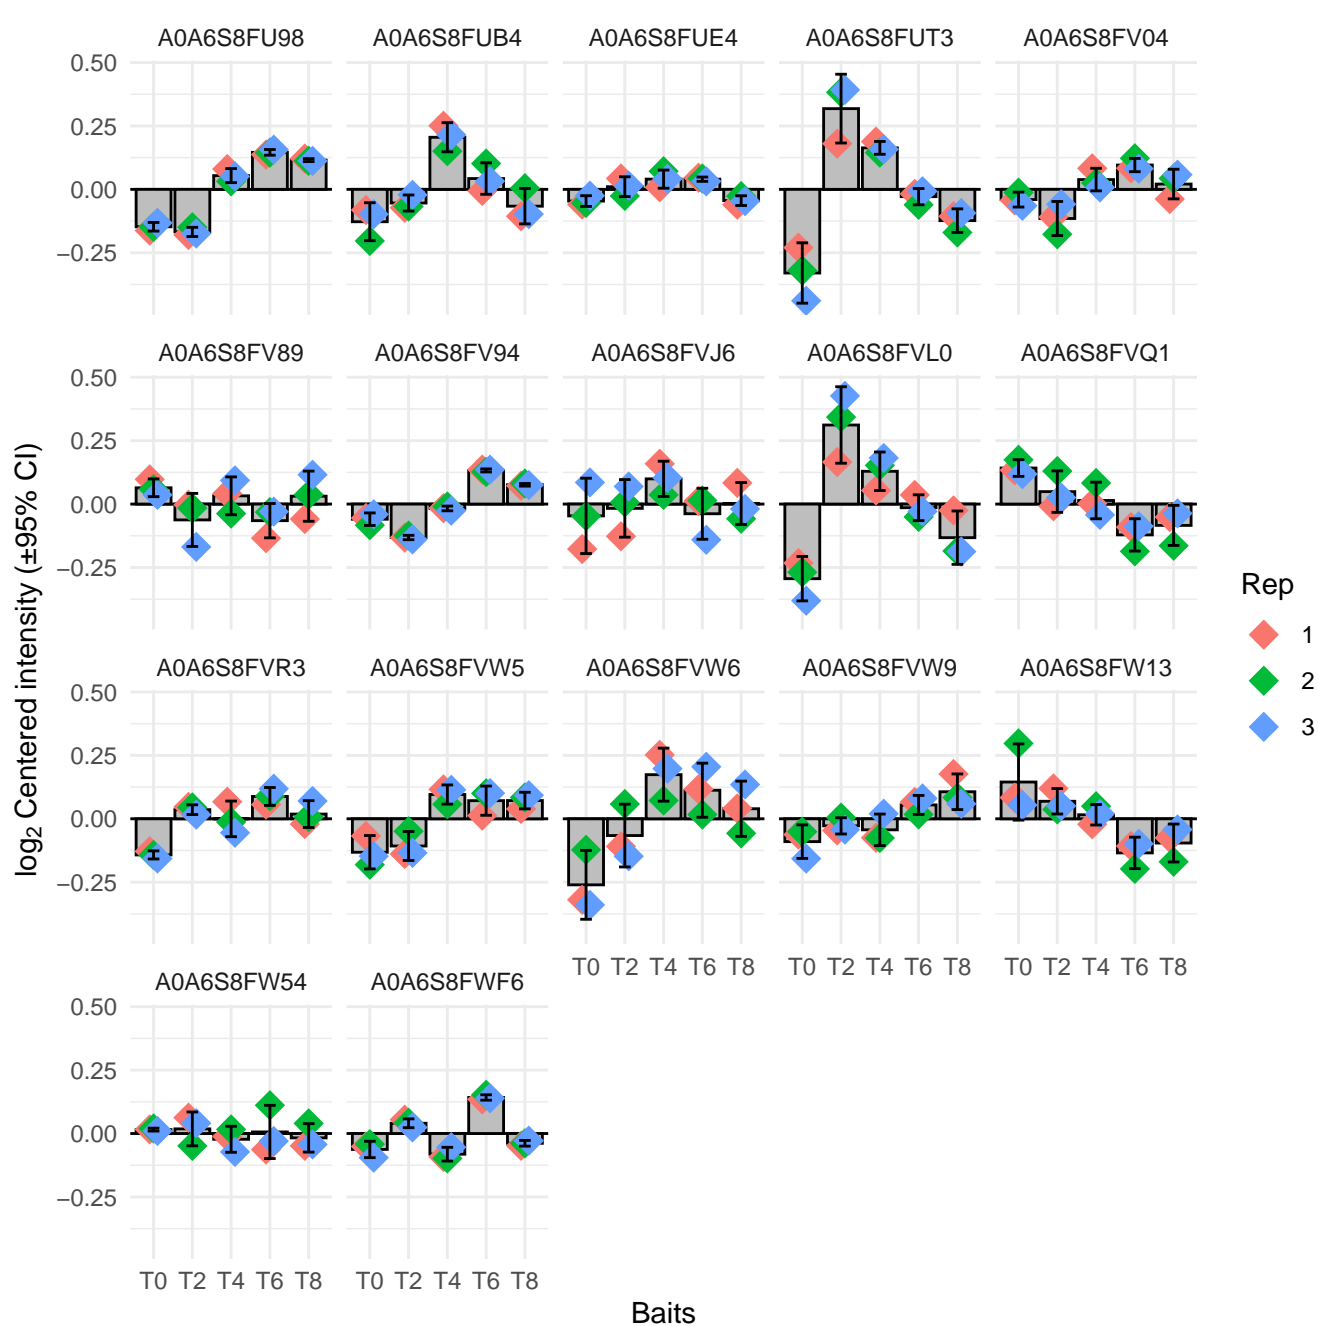 A0A6S8FU98 A0A6S8FUB4 A0A6S8FUE4 A0A6S8FUT3 A0A6S8FV04
0.50
0.25
0.00
−0.25
A0A6S8FV89 A0A6S8FV94 A0A6S8FVJ6 A0A6S8FVL0 A0A6S8FVQ1
0.50
0.25
0.00
−0.25
A0A6S8FVR3 A0A6S8FVW5 A0A6S8FVW6 A0A6S8FVW9 A0A6S8FW13
0.50
0.25
0.00
−0.25
T0 T2 T4 T6 T8 T0 T2 T4 T6 T8 T0 T2 T4 T6 T8
A0A6S8FW54 A0A6S8FWF6
0.50
0.25
0.00
−0.25
T0 T2 T4 T6 T8 T0 T2 T4 T6 T8
Baits
log2 Centered intensity (±95% CI)
Rep
1
2
3